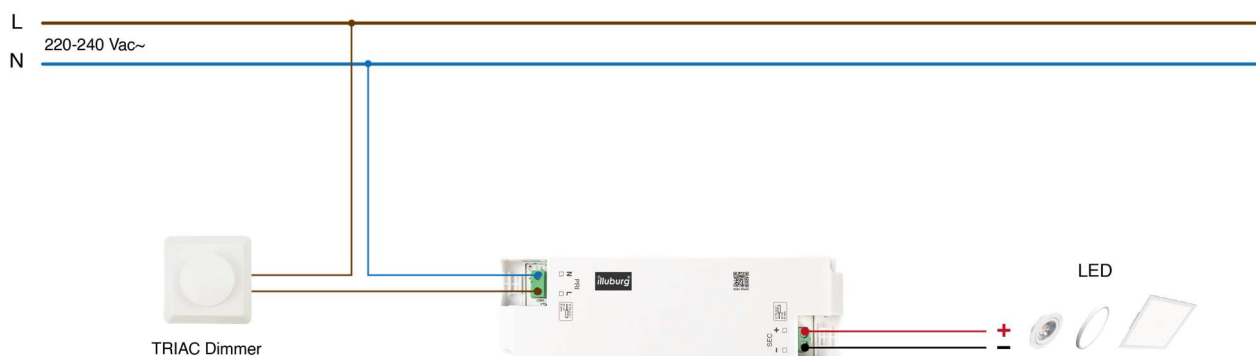 L
220-240 Vac~
N
N
PRI
L
illuburg
LED
+
SEC
−
+
−
TRIAC Dimmer